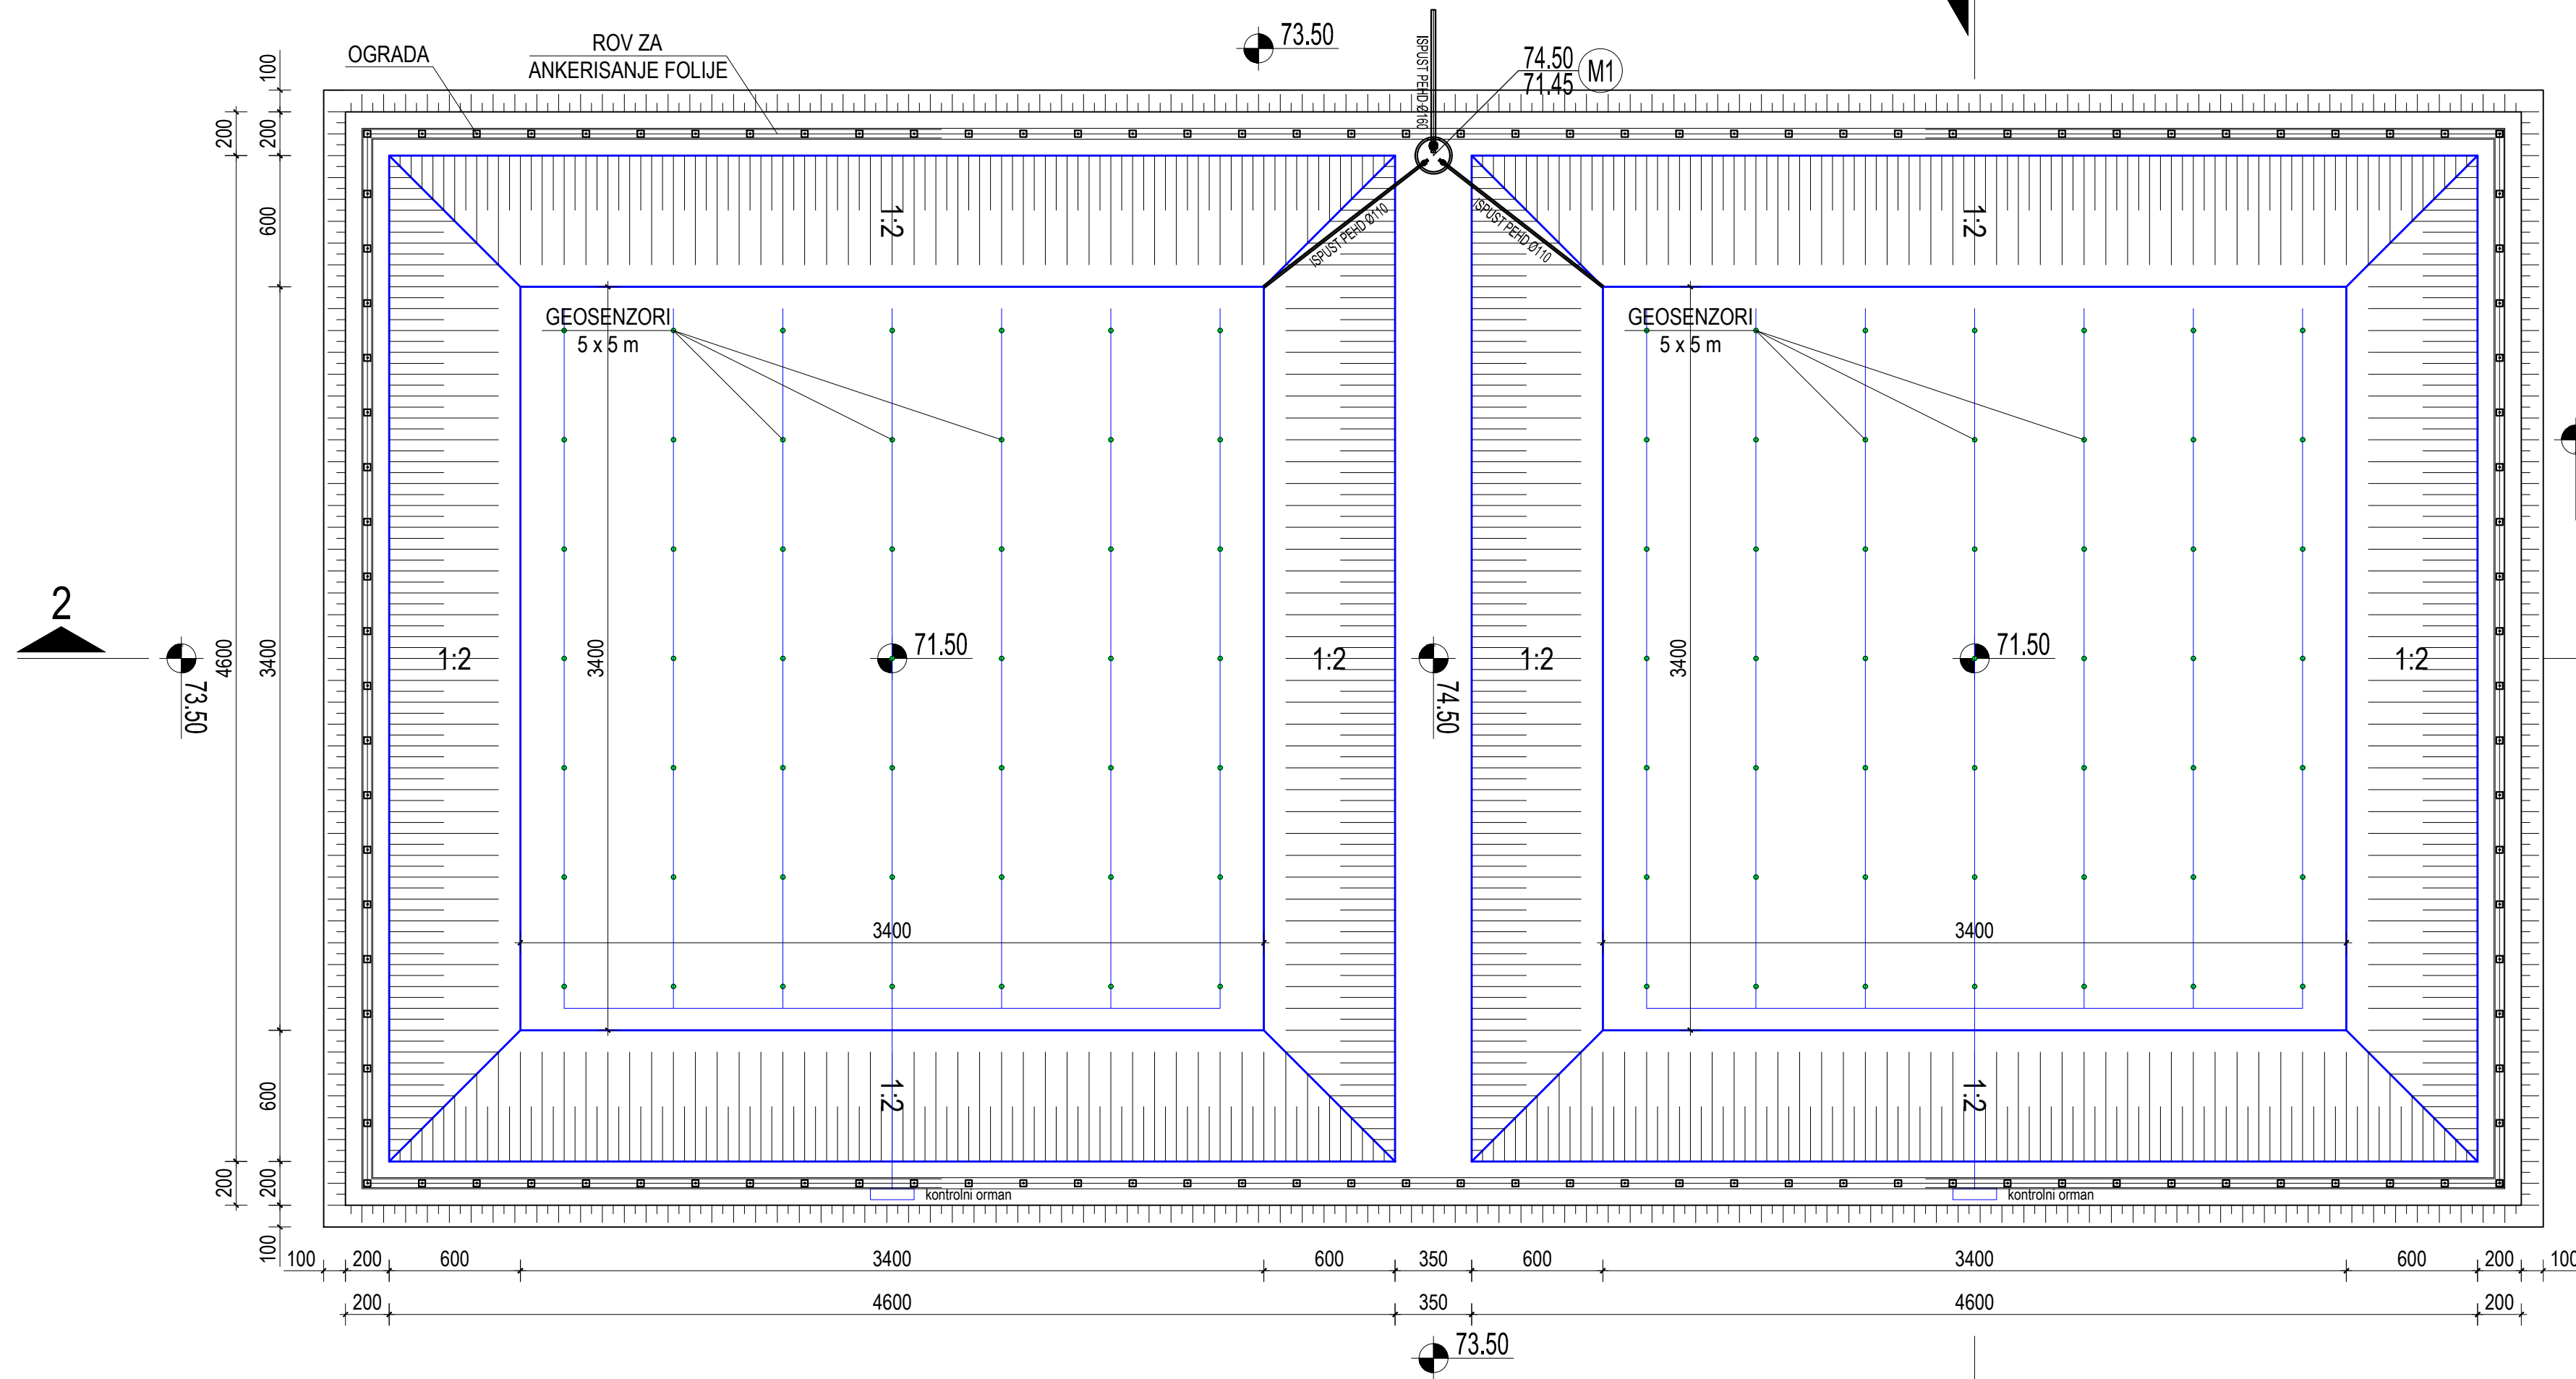 73.50
OGRADA
ROV ZA
ANKERISANJE FOLIJE
ISPUST PEHD Ø160
74.50
71.45
M1
100
200
200
600
3400
4600
600
200
200
100
1:2
1:2
ISPUST PEHD Ø110
ISPUST PEHD Ø110
GEOSENZORI
5 x 5 m
GEOSENZORI
5 x 5 m
2
73.50
1:2
3400
71.50
1:2
74.50
1:2
3400
71.50
1:2
3400
3400
1:2
1:2
kontrolni orman
kontrolni orman
100 200 600 3400 600 350 600 3400 600 200 100
200 4600 350 4600 200
73.50